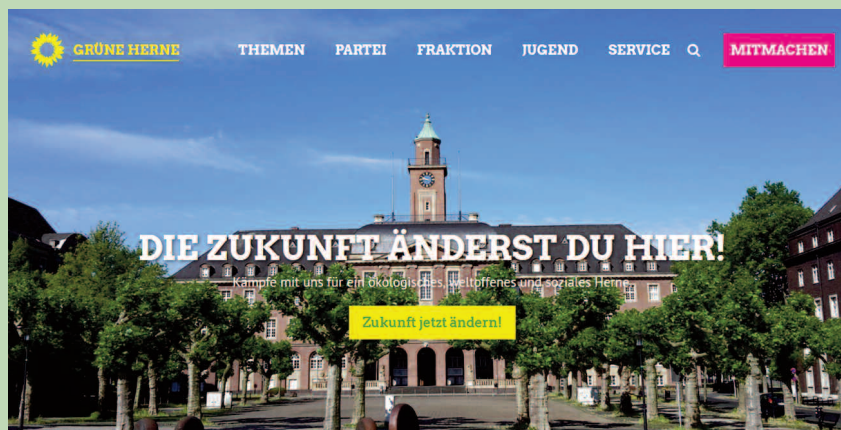 GRÜNE HERNE
THEMEN PARTEI FRAKTION JUGEND SERVICE MITMACHEN
DIE ZUKUNFT ÄNDERST DU HIER!
Kämpfe mit uns für ein ökologisches, weltoffenes und soziales Herne.
Zukunft jetzt ändern!